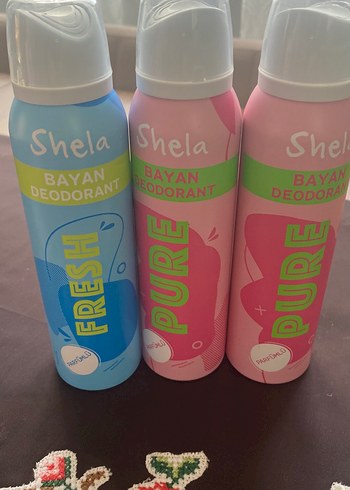 Shela
BAYAN
DEODORANT
FRESH
PARFÜMLÜ
Shela
BAYAN
DEODORANT
PURE
PARFÜMLÜ
Shela
BAYAN
DEODORANT
PURE
PARFÜMLÜ